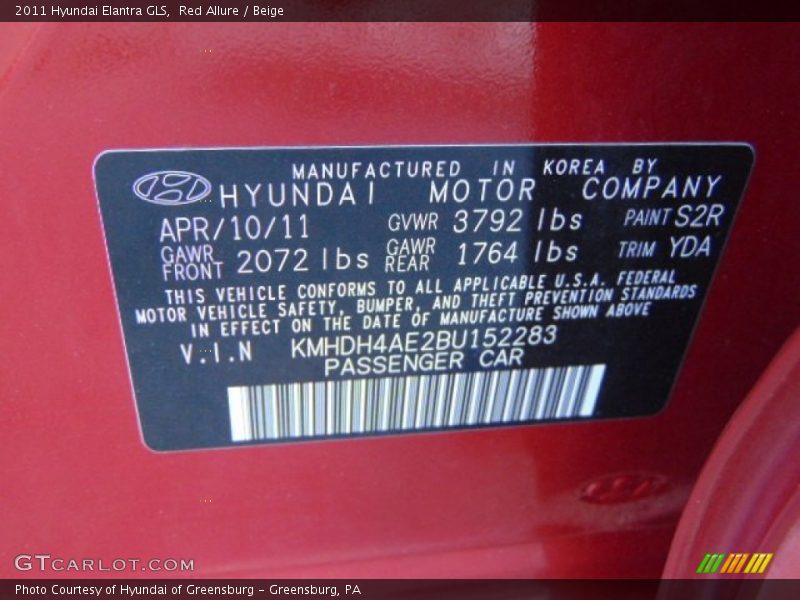 2011 Hyundai Elantra GLS,  Red Allure / Beige
MANUFACTURED IN KOREA BY
HYUNDAI MOTOR COMPANY
APR/10/11 GVWR 3792 lbs PAINT S2R
GAWR FRONT 2072 lbs GAWR REAR 1764 lbs TRIM YDA
THIS VEHICLE CONFORMS TO ALL APPLICABLE U.S.A. FEDERAL
MOTOR VEHICLE SAFETY, BUMPER, AND THEFT PREVENTION STANDARDS
IN EFFECT ON THE DATE OF MANUFACTURE SHOWN ABOVE
V.I.N KMHDH4AE2BU152283
PASSENGER CAR
GTCARLOT.COM
Photo Courtesy of Hyundai of Greensburg - Greensburg, PA